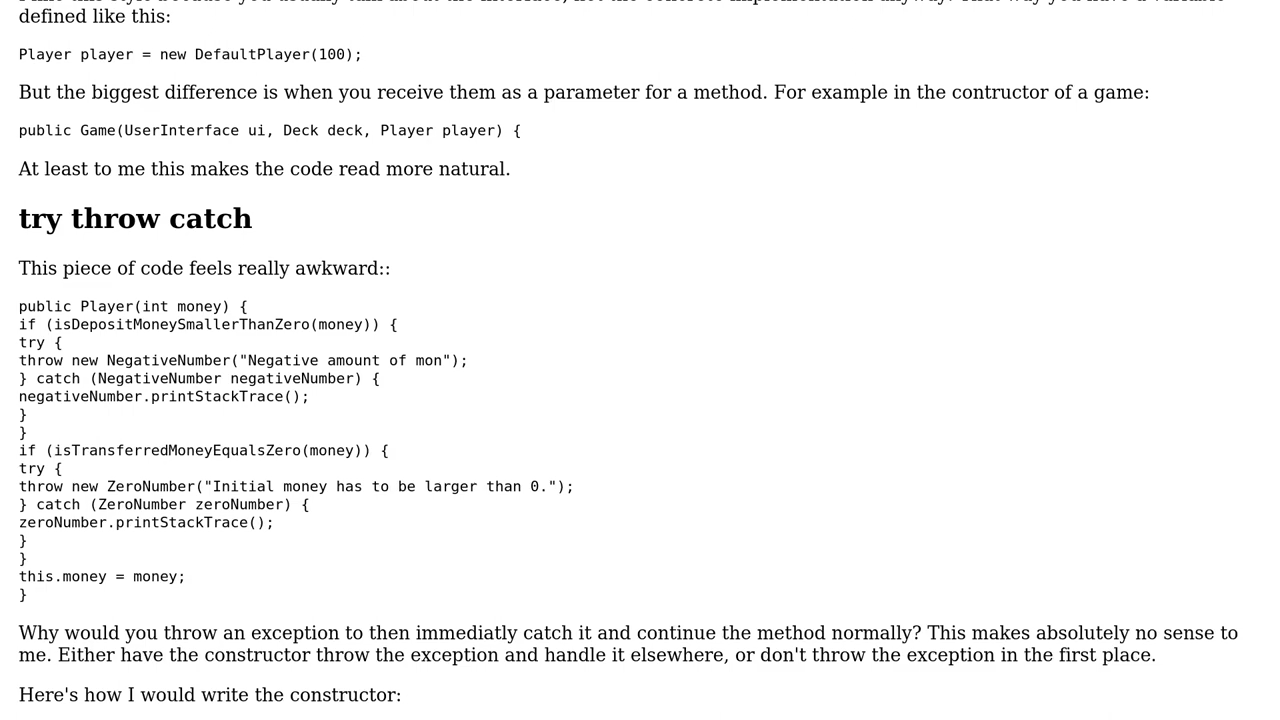 defined like this:
Player player = new DefaultPlayer(100);
But the biggest difference is when you receive them as a parameter for a method. For example in the contructor of a game:
public Game(UserInterface ui, Deck deck, Player player) {
At least to me this makes the code read more natural.
try throw catch
This piece of code feels really awkward::
public Player(int money) {
if (isDepositMoneySmallerThanZero(money)) {
try {
throw new NegativeNumber("Negative amount of mon");
} catch (NegativeNumber negativeNumber) {
negativeNumber.printStackTrace();
}
}
if (isTransferredMoneyEqualsZero(money)) {
try {
throw new ZeroNumber("Initial money has to be larger than 0.");
} catch (ZeroNumber zeroNumber) {
zeroNumber.printStackTrace();
}
}
this.money = money;
}
Why would you throw an exception to then immediatly catch it and continue the method normally? This makes absolutely no sense to
me. Either have the constructor throw the exception and handle it elsewhere, or don't throw the exception in the first place.
Here's how I would write the constructor: